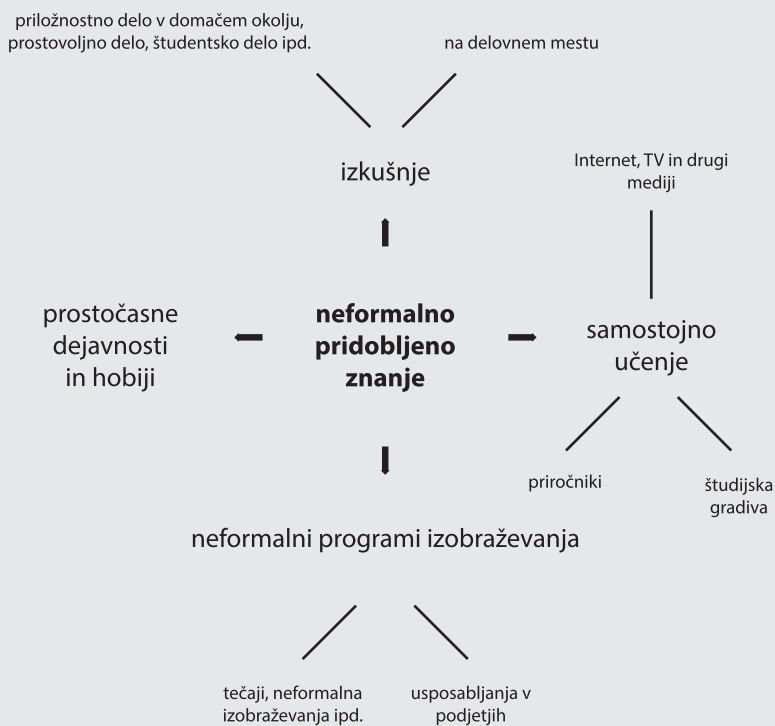 priložnostno delo v domačem okolju,
prostovoljno delo, študentsko delo ipd.
na delovnem mestu
izkušnje
Internet, TV in drugi
mediji
prostočasne
dejavnosti
in hobiji
neformalno
pridobljeno
znanje
samostojno
učenje
priročniki
študijska
gradiva
neformalni programi izobraževanja
tečaji, neformalna
izobraževanja ipd.
usposabljanja v
podjetjih